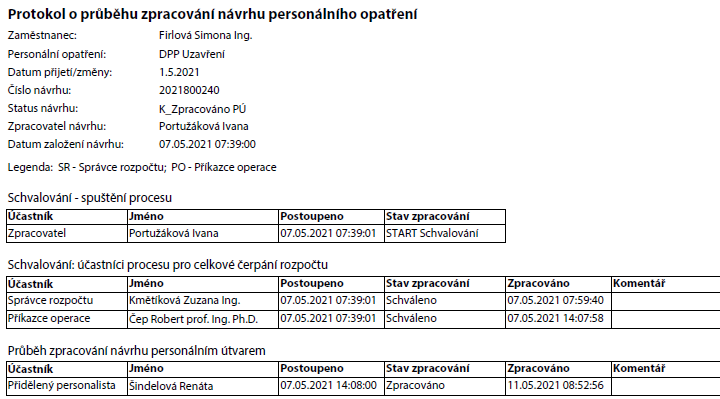 Protokol o průběhu zpracování návrhu personálního opatření
Zaměstnanec: Firlová Simona Ing.
Personální opatření: DPP Uzavření
Datum přijetí/změny: 1.5.2021
Číslo návrhu: 2021800240
Status návrhu: K_Zpracováno PÚ
Zpracovatel návrhu: Portužáková Ivana
Datum založení návrhu: 07.05.2021 07:39:00
Legenda: SR - Správce rozpočtu; PO - Příkazce operace
Schvalování - spuštění procesu
Účastník Jméno Postoupeno Stav zpracování
Zpracovatel Portužáková Ivana 07.05.2021 07:39:01 START Schvalování
Schvalování: účastníci procesu pro celkové čerpání rozpočtu
Účastník Jméno Postoupeno Stav zpracování Zpracováno Komentář
Správce rozpočtu Kmětíková Zuzana Ing. 07.05.2021 07:39:01 Schváleno 07.05.2021 07:59:40
Příkazce operace Čep Robert prof. Ing. Ph.D. 07.05.2021 07:39:01 Schváleno 07.05.2021 14:07:58
Průběh zpracování návrhu personálním útvarem
Účastník Jméno Postoupeno Stav zpracování Zpracováno Komentář
Přidělený personalista Šindelová Renáta 07.05.2021 14:08:00 Zpracováno 11.05.2021 08:52:56